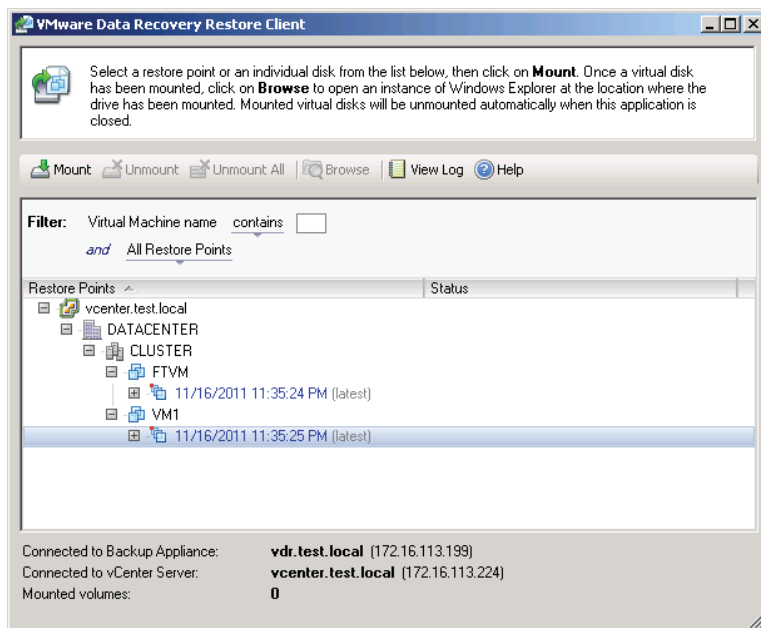 VMware Data Recovery Restore Client
Select a restore point or an individual disk from the list below, then click on Mount. Once a virtual disk
has been mounted, click on Browse to open an instance of Windows Explorer at the location where the
drive has been mounted. Mounted virtual disks will be unmounted automatically when this application is
closed.
Mount Unmount Unmount All Browse View Log Help
Filter: Virtual Machine name contains
and All Restore Points
Restore Points Status
vcenter.test.local
DATACENTER
CLUSTER
FTVM
11/16/2011 11:35:24 PM (latest)
VM1
11/16/2011 11:35:25 PM (latest)
Connected to Backup Appliance: vdr.test.local (172.16.113.199)
Connected to vCenter Server: vcenter.test.local (172.16.113.224)
Mounted volumes: 0